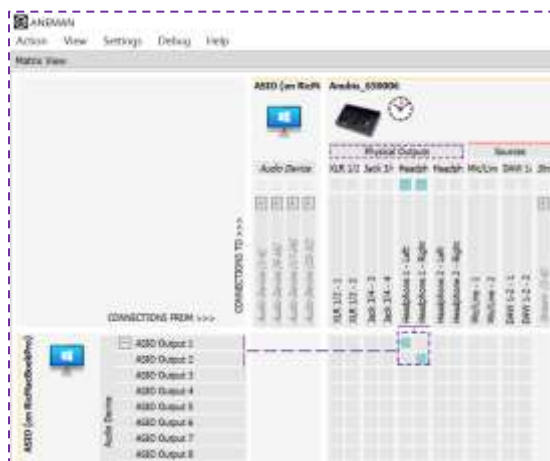 ANEMAN
Action View Settings Debug Help
Matrix View
ASIO (on RicM Anubis_650006
Physical Outputs Sources
Audio Device XLR 1/2 Jack 3/ Headph Headph Mic/Lin DAW 1/
CONNECTIONS TO >>>
XLR 1/2 - 1
XLR 1/2 - 2
Jack 3/4 - 3
Jack 3/4 - 4
Headphone 1 - Left
Headphone 1 - Right
Headphone 2 - Left
Headphone 2 - Right
Mic/Line - 1
Mic/Line - 2
DAW 1-2 - 1
DAW 1-2 - 2
CONNECTIONS FROM >>>
ASIO (on RicMacBookPro)
Audio Device
ASIO Output 1
ASIO Output 2
ASIO Output 3
ASIO Output 4
ASIO Output 5
ASIO Output 6
ASIO Output 7
ASIO Output 8